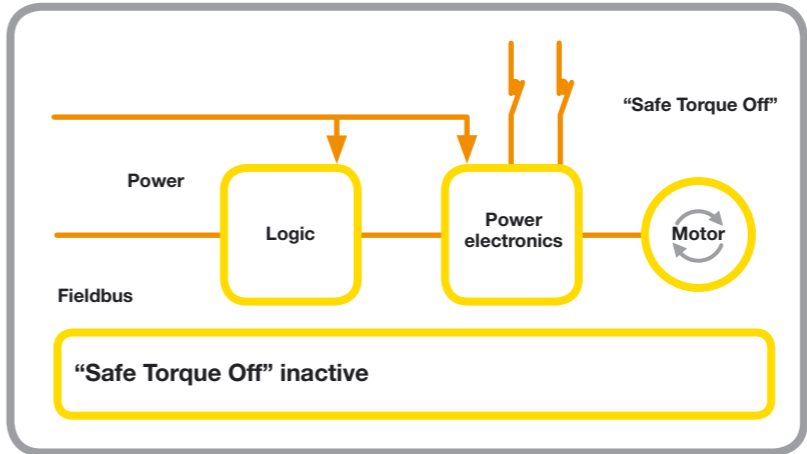 “Safe Torque Off”
Power
Logic
Power
electronics
Motor
Fieldbus
“Safe Torque Off” inactive